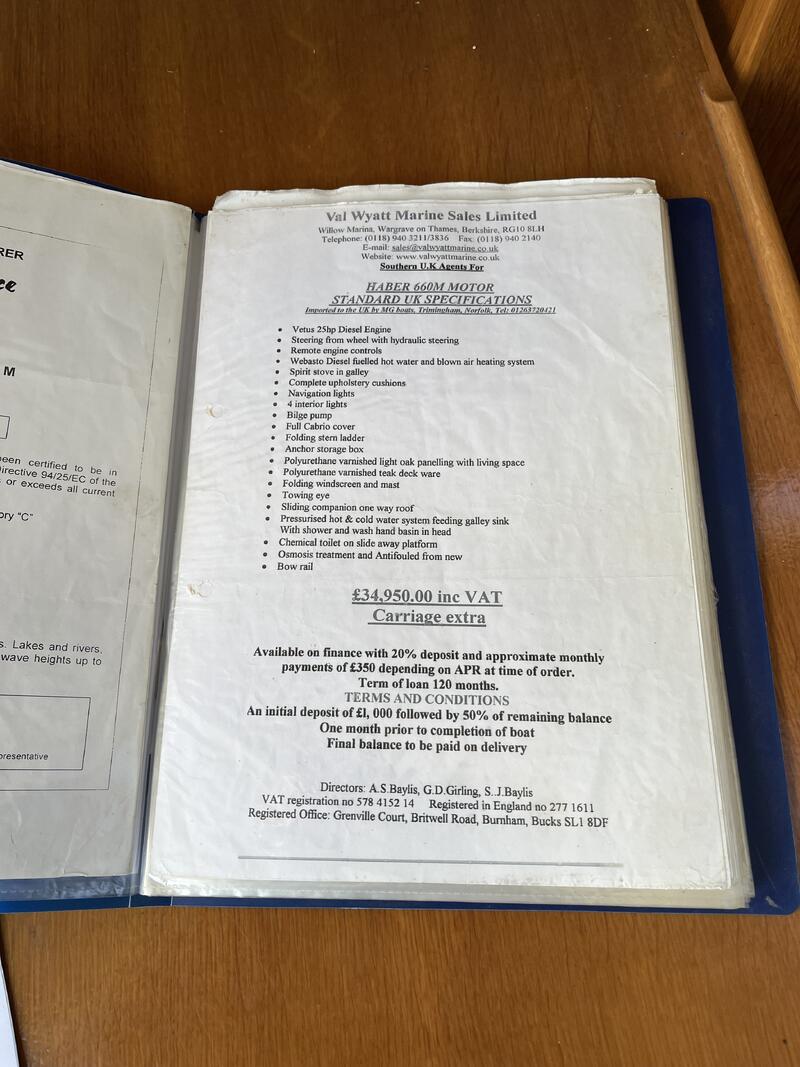 RER
ce
M
been certified to be in
Directive 94/25/EC of the
or exceeds all current
ory "C"
s. Lakes and rivers,
wave heights up to
presentative
Val Wyatt Marine Sales Limited
Willow Marina, Wargrave on Thames, Berkshire, RG10 8LH
Telephone: (0118) 940 3211/3836 Fax: (0118) 940 2140
E-mail: sales@valwyattmarine.co.uk
Website: www.valwyattmarine.co.uk
Southern U.K Agents For
HABER 660M MOTOR
STANDARD UK SPECIFICATIONS
Imported to the UK by MG boats, Trimingham, Norfolk, Tel: 01263720421
• Vetus 25hp Diesel Engine
• Steering from wheel with hydraulic steering
• Remote engine controls
• Webasto Diesel fuelled hot water and blown air heating system
• Spirit stove in galley
• Complete upholstery cushions
• Navigation lights
• 4 interior lights
• Bilge pump
• Full Cabrio cover
• Folding stern ladder
• Anchor storage box
• Polyurethane varnished light oak panelling with living space
• Polyurethane varnished teak deck ware
• Folding windscreen and mast
• Towing eye
• Sliding companion one way roof
• Pressurised hot & cold water system feeding galley sink
With shower and wash hand basin in head
• Chemical toilet on slide away platform
• Osmosis treatment and Antifouled from new
• Bow rail
£34,950.00 inc VAT
Carriage extra
Available on finance with 20% deposit and approximate monthly
payments of £350 depending on APR at time of order.
Term of loan 120 months.
TERMS AND CONDITIONS
An initial deposit of £1, 000 followed by 50% of remaining balance
One month prior to completion of boat
Final balance to be paid on delivery
Directors: A.S.Baylis, G.D.Girling, S.J.Baylis
VAT registration no 578 4152 14 Registered in England no 277 1611
Registered Office: Grenville Court, Britwell Road, Burnham, Bucks SL1 8DF